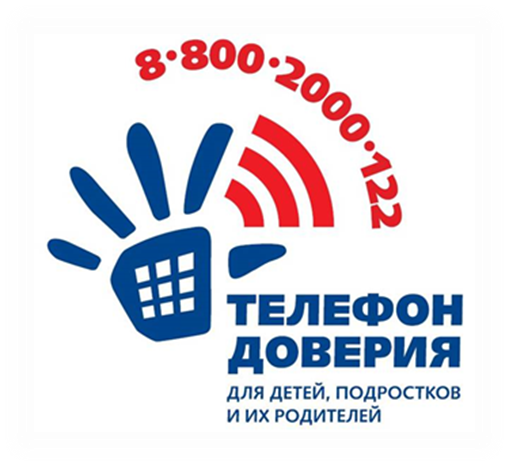 8·800·2000·122
ТЕЛЕФОН
ДОВЕРИЯ
ДЛЯ ДЕТЕЙ, ПОДРОСТКОВ
И ИХ РОДИТЕЛЕЙ